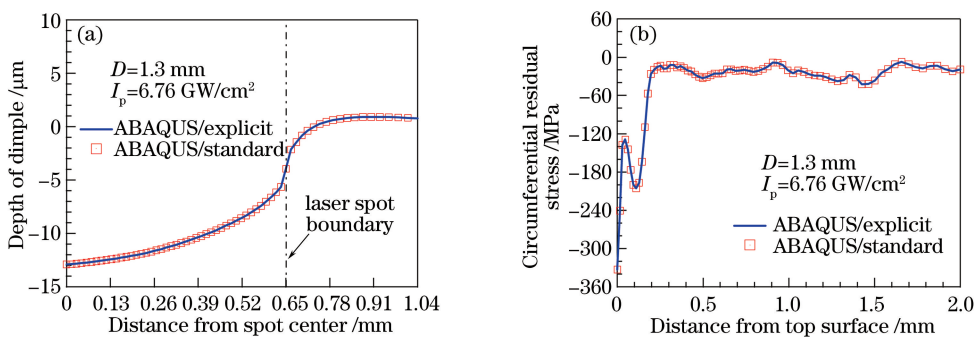 (a)
10
5
0
−5
−10
−15
Depth of dimple /μm
D=1.3 mm
Ip=6.76 GW/cm2
ABAQUS/explicit
ABAQUS/standard
laser spot
boundary
0 0.13 0.26 0.39 0.52 0.65 0.78 0.91 1.04
Distance from spot center /mm
(b)
60
0
−60
−120
−180
−240
−300
−360
Circumferential residual
stress /MPa
D=1.3 mm
Ip=6.76 GW/cm2
ABAQUS/explicit
ABAQUS/standard
0 0.5 1.0 1.5 2.0
Distance from top surface /mm